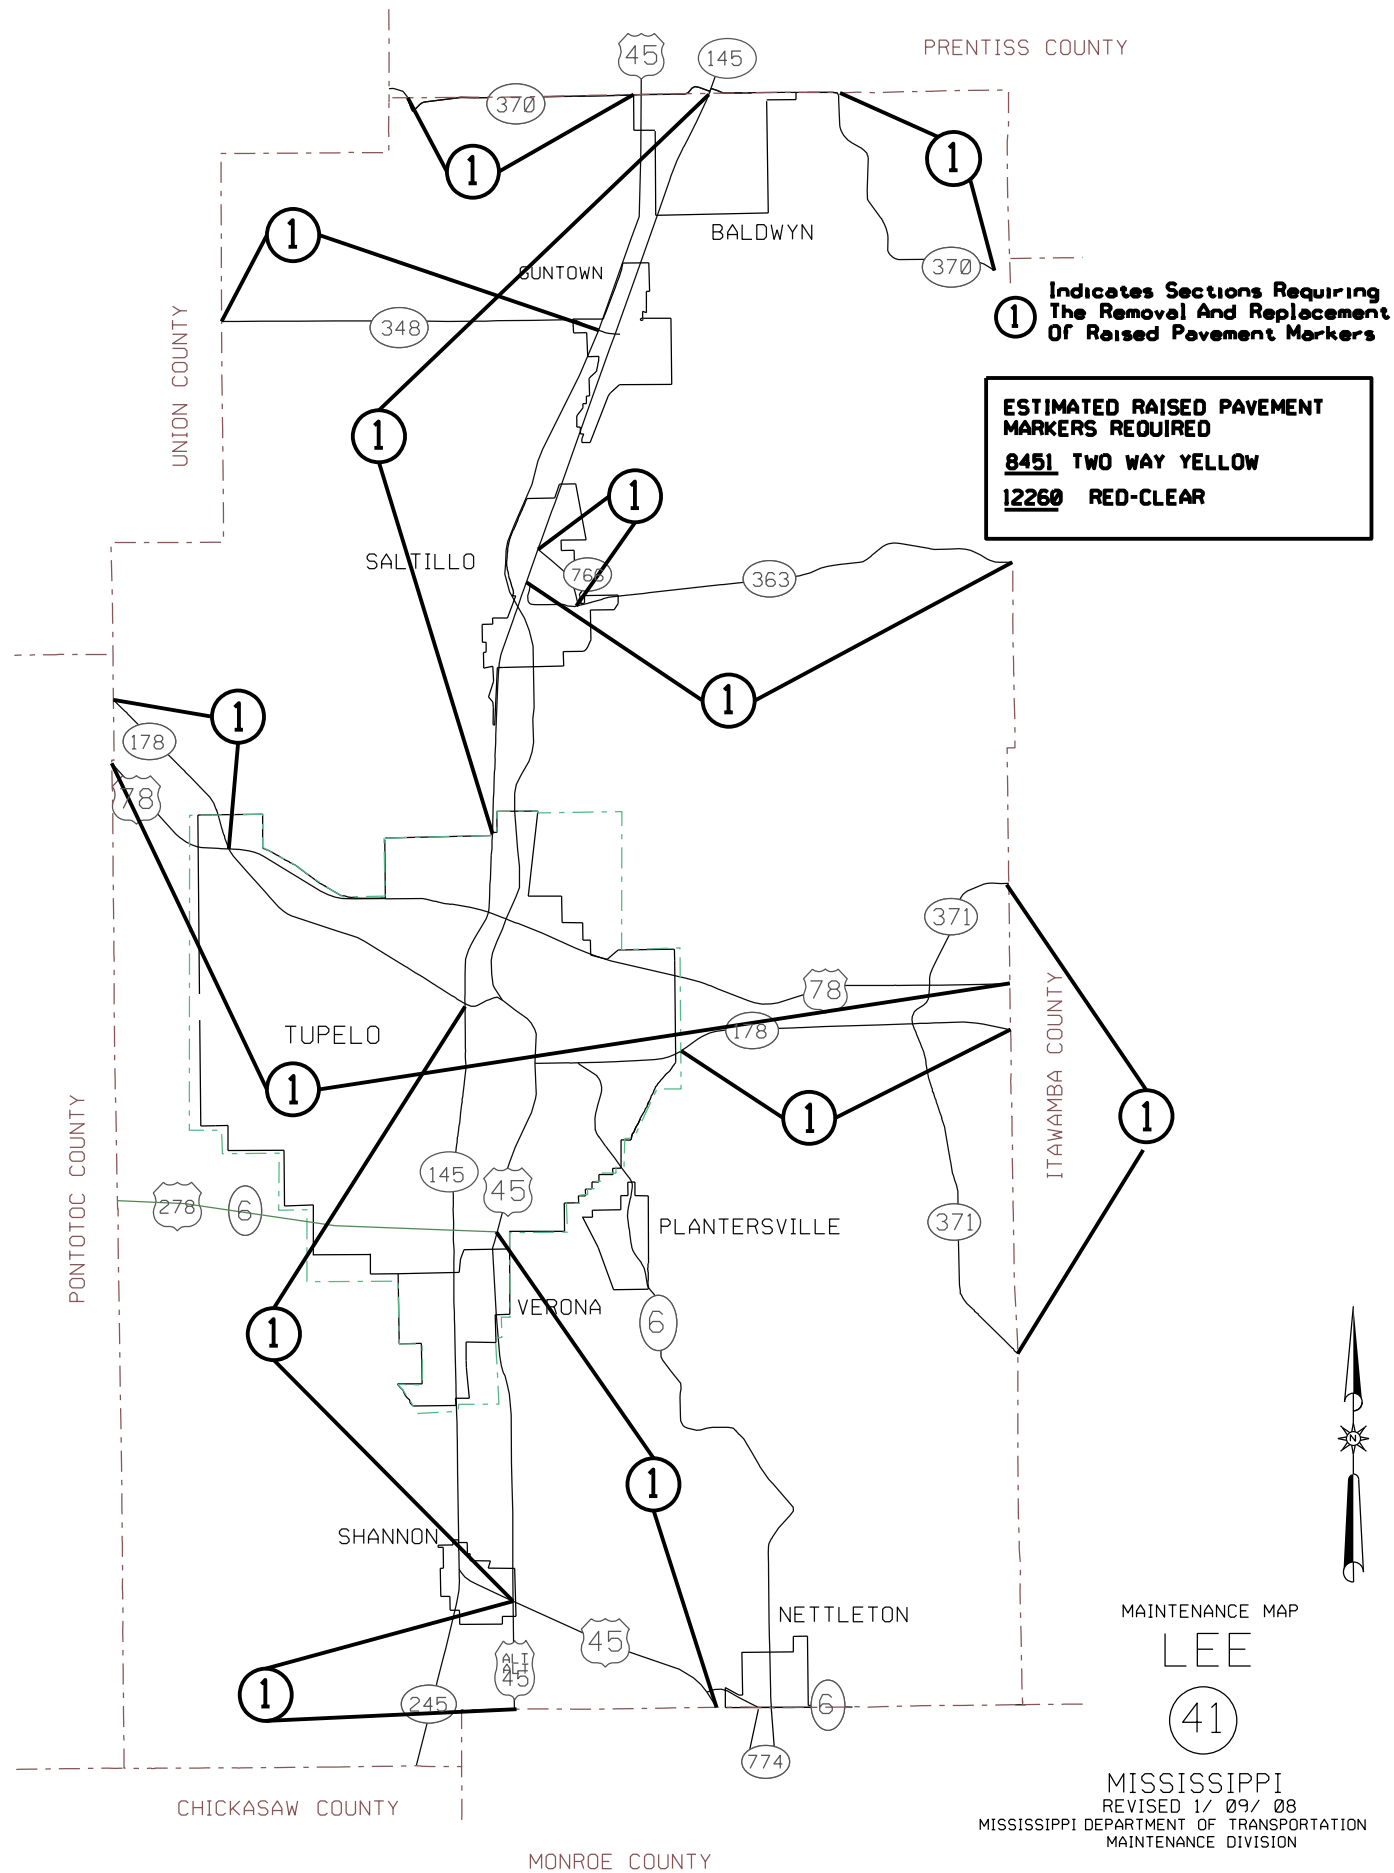 PRENTISS COUNTY
45
145
370
1
1
1
BALDWYN
GUNTOWN
370
348
UNION COUNTY
1 Indicates Sections Requiring
The Removal And Replacement
Of Raised Pavement Markers
ESTIMATED RAISED PAVEMENT
MARKERS REQUIRED
8451 TWO WAY YELLOW
12260 RED-CLEAR
1
1
SALTILLO
766
363
1
1
178
78
371
78
ITAWAMBA COUNTY
TUPELO
178
1
1
1
PONTOTOC COUNTY
145
45
278
6
PLANTERSVILLE
371
VERONA
6
1
1
N
SHANNON
NETTLETON
45
ALT
45
1
245
6
774
MAINTENANCE MAP
LEE
41
MISSISSIPPI
REVISED 1/ 09/ 08
MISSISSIPPI DEPARTMENT OF TRANSPORTATION
MAINTENANCE DIVISION
CHICKASAW COUNTY
MONROE COUNTY